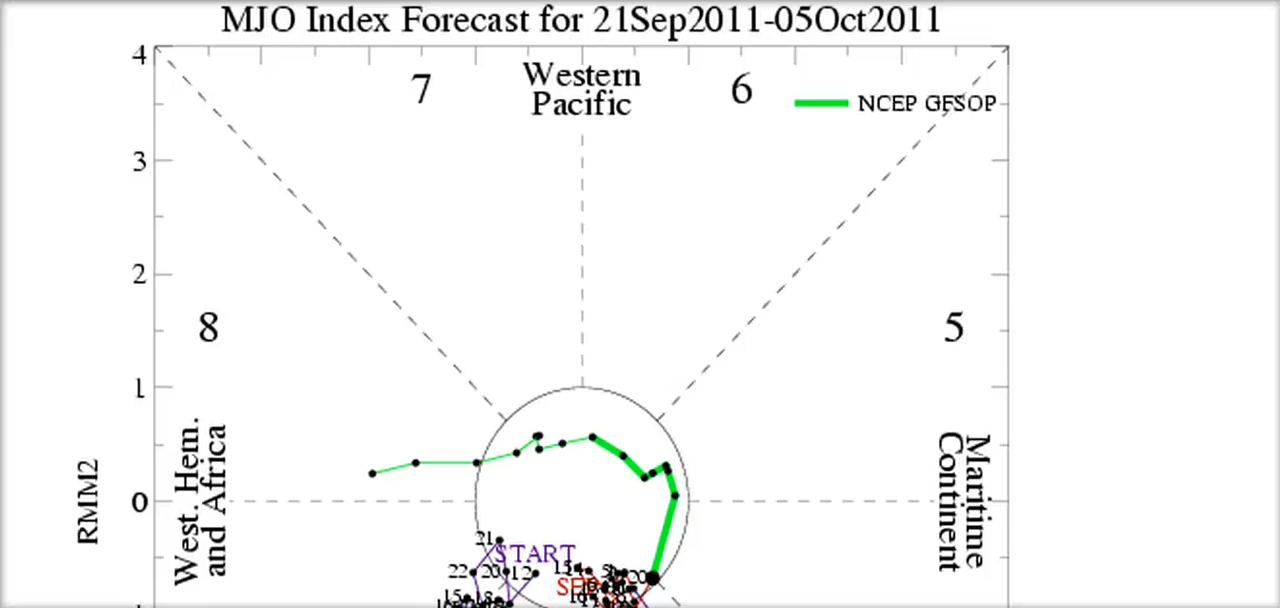 MJO Index Forecast for 21Sep2011-05Oct2011
4
7
Western
Pacific
6
NCEP GFSOP
3
2
8
5
1
West. Hem.
and Africa
Maritime
Continent
RMM2
0
21
START
22
20
12
20
15
18